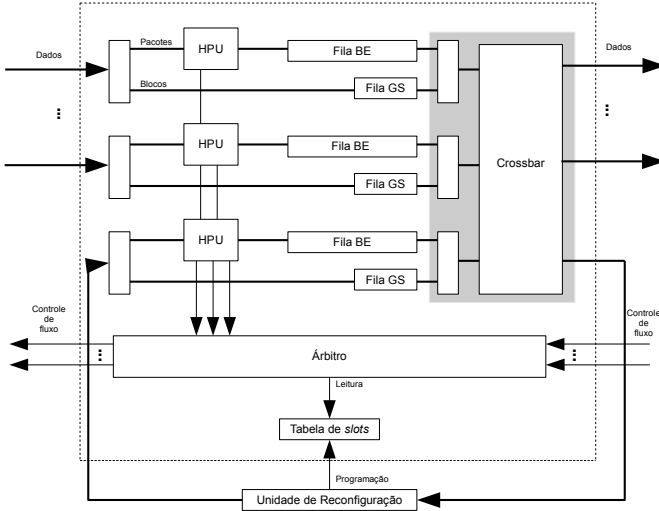 Dados
Pacotes
HPU
Fila BE
Dados
Blocos
Fila GS
...
...
HPU
Fila BE
Crossbar
Fila GS
HPU
Fila BE
Fila GS
Controle
de
fluxo
Controle
de
fluxo
...
Árbitro
...
Leitura
Tabela de slots
Programação
Unidade de Reconfiguração